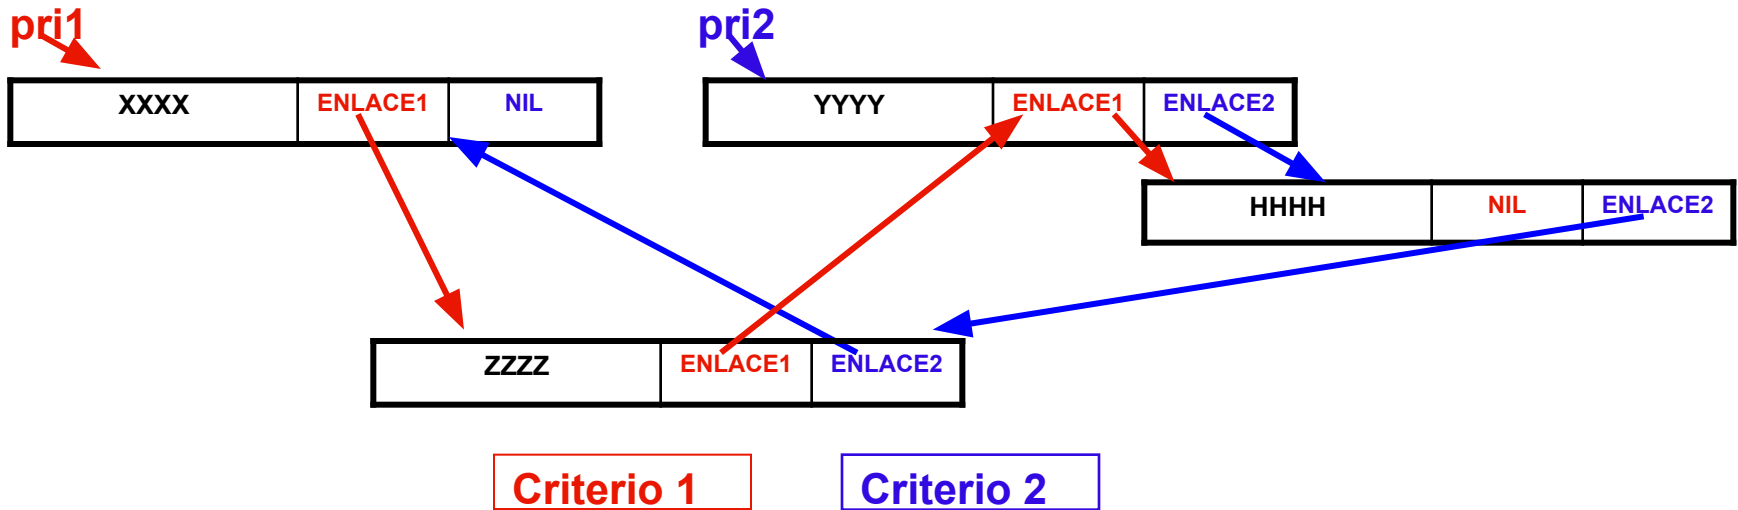 pri1 pri2
XXXX ENLACE1 NIL YYYY ENLACE1 ENLACE2
HHHH NIL ENLACE2
ZZZZ ENLACE1 ENLACE2
Criterio 1 Criterio 2